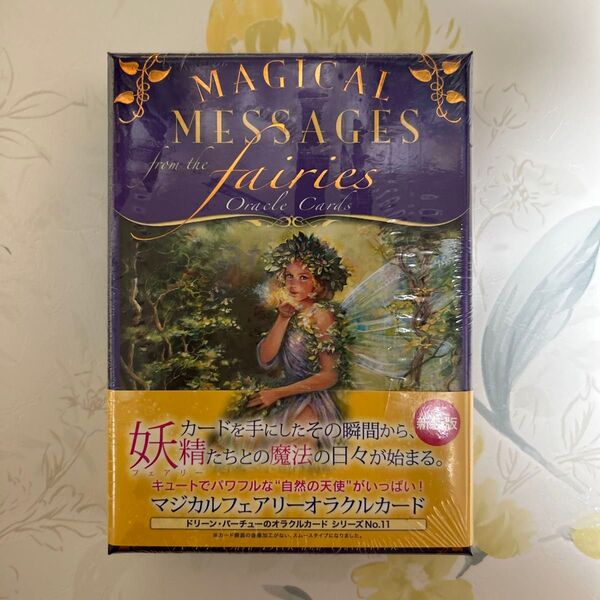 MAGICAL
MESSAGES
from the
fairies
Oracle Cards
カードを手にしたその瞬間から、
妖精たちとの魔法の日々が始まる。
フェアリー
キュートでパワフルな“自然の天使”がいっぱい!
マジカルフェアリーオラクルカード
ドリーン・バーチューのオラクルカード シリーズNo.11